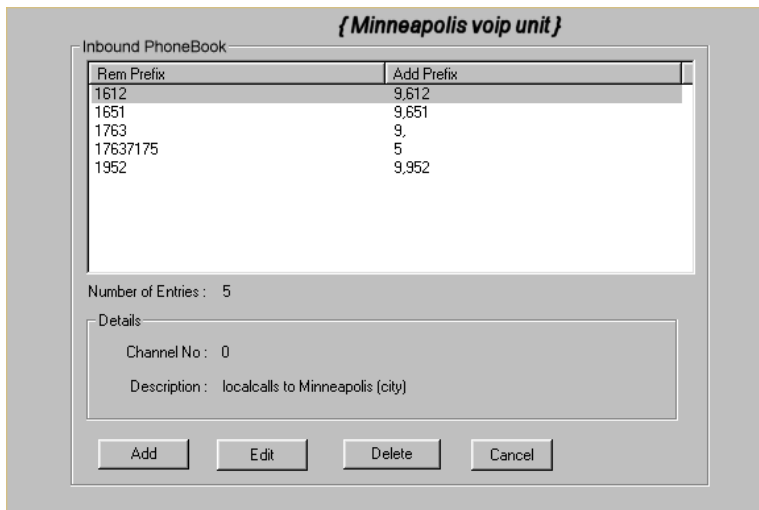 { Minneapolis voip unit }
Inbound PhoneBook
Rem Prefix Add Prefix
1612 9,612
1651 9,651
1763 9,
17637175 5
1952 9,952
Number of Entries : 5
Details
Channel No : 0
Description : localcalls to Minneapolis (city)
Add Edit Delete Cancel